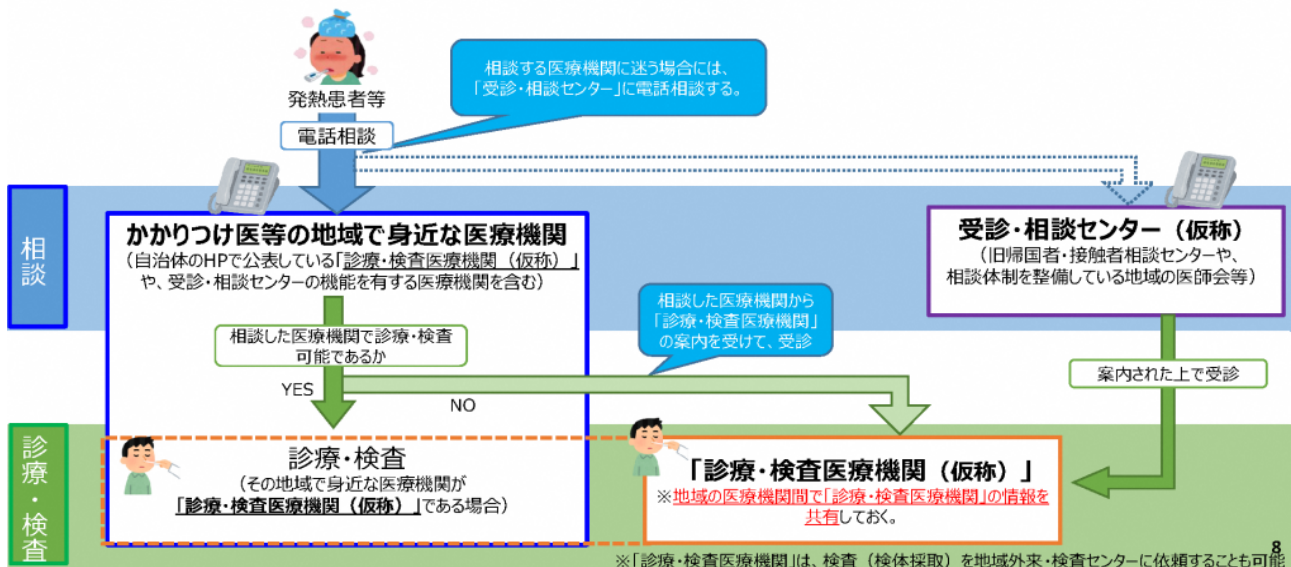 発熱患者等
電話相談
相談する医療機関に迷う場合には、
「受診・相談センター」に電話相談する。
相談
かかりつけ医等の地域で身近な医療機関
（自治体のHPで公表している「診療・検査医療機関（仮称）」
や、受診・相談センターの機能を有する医療機関を含む）
受診・相談センター（仮称）
（旧帰国者・接触者相談センターや、
相談体制を整備している地域の医師会等）
相談した医療機関で診療・検査
可能であるか
相談した医療機関から
「診療・検査医療機関」
の案内を受けて、受診
案内された上で受診
YES
NO
診療・検査
診療・検査
（その地域で身近な医療機関が
「診療・検査医療機関（仮称）」である場合）
「診療・検査医療機関（仮称）」
※地域の医療機関間で「診療・検査医療機関」の情報を
共有しておく。
※「診療・検査医療機関」は、検査（検体採取）を地域外来・検査センターに依頼することも可能
8